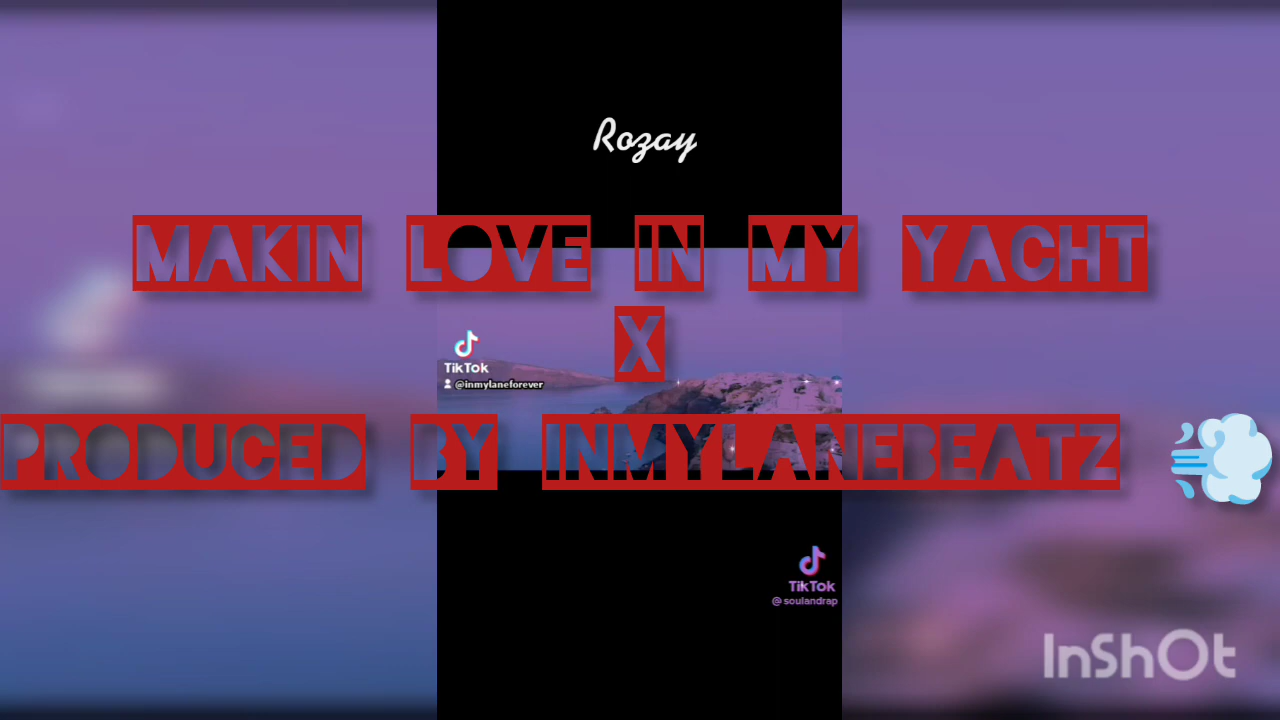 Rozay
MAKIN LOVE IN MY YACHT
X
TikTok
@inmylaneforever
PRODUCED BY INMYLANEBEATZ
TikTok
@soulandrap
InShOt